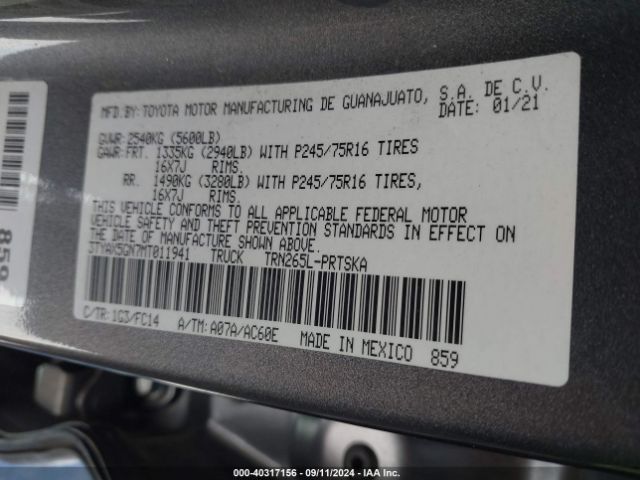 MFD.BY:TOYOTA MOTOR MANUFACTURING DE GUANAJUATO, S.A. DE C.V.
DATE: 01/21
GVWR:2540KG (5600LB)
GAWR:FRT. 1335KG (2940LB) WITH P245/75R16 TIRES
16X7J RIMS.
RR. 1490KG (3280LB) WITH P245/75R16 TIRES,
16X7J RIMS.
THIS VEHICLE CONFORMS TO ALL APPLICABLE FEDERAL MOTOR
VEHICLE SAFETY AND THEFT PREVENTION STANDARDS IN EFFECT ON
THE DATE OF MANUFACTURE SHOWN ABOVE.
3TYAX5GN7MT011941 TRUCK TRN265L-PRTSKA
C/TR:1G3/FC14 A/TM:A07A/AC60E MADE IN MEXICO 859
859
000-40317156 - 09/11/2024 - IAA Inc.